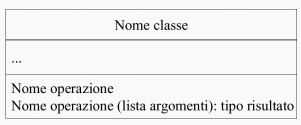 Nome classe
...
Nome operazione
Nome operazione (lista argomenti): tipo risultato